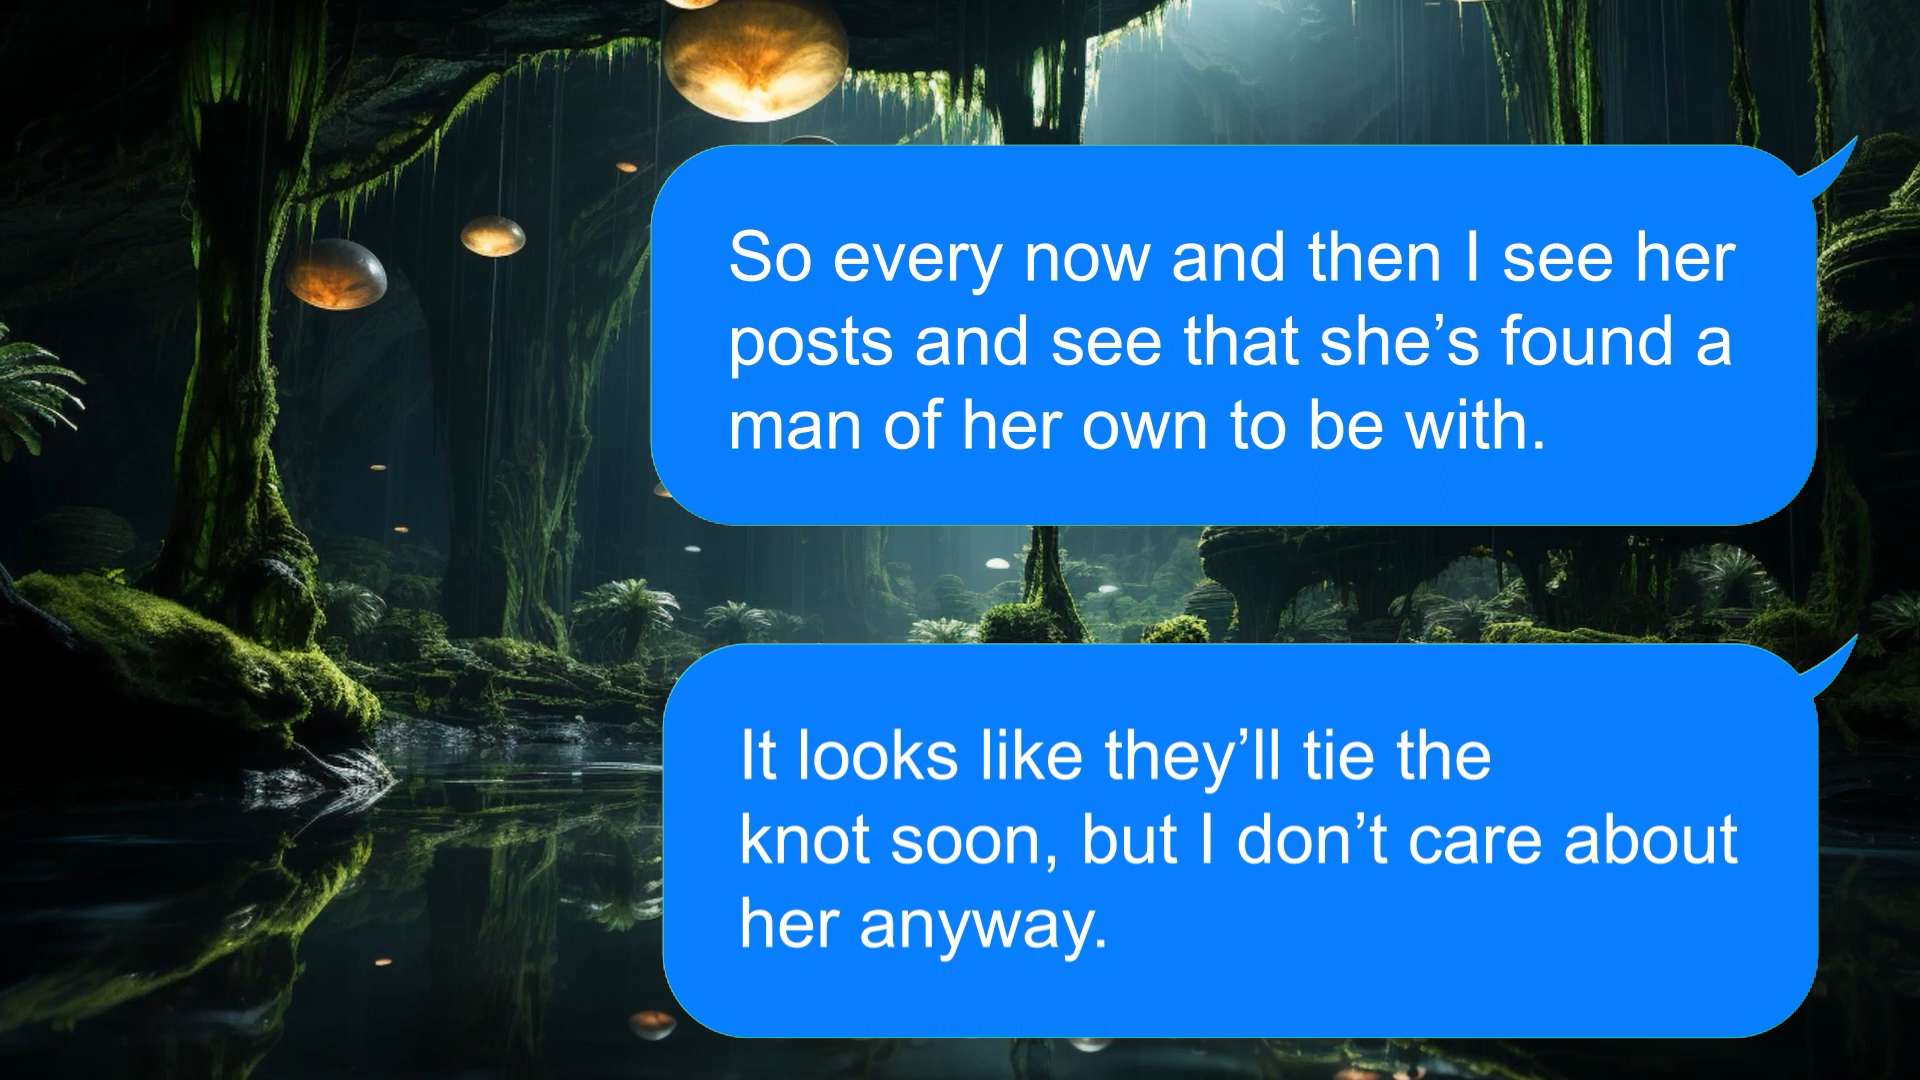 So every now and then I see her
posts and see that she’s found a
man of her own to be with.
It looks like they’ll tie the
knot soon, but I don’t care about
her anyway.